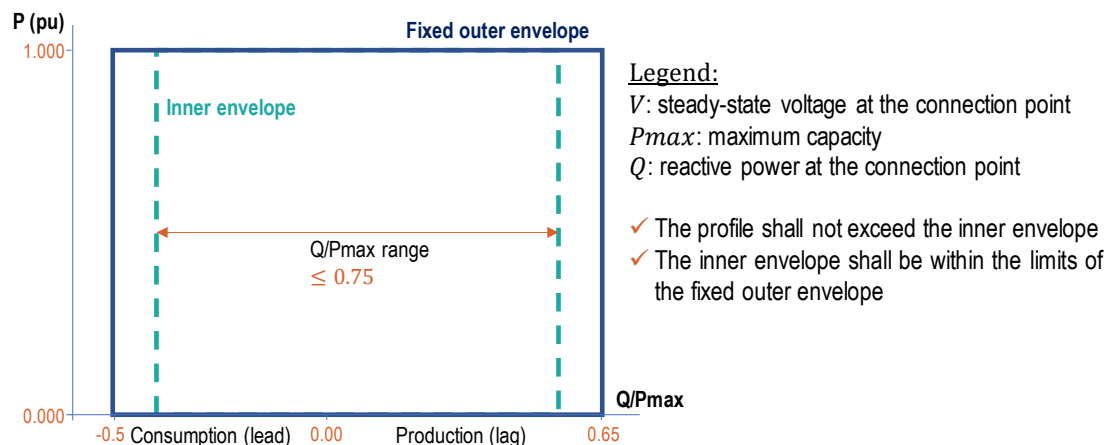 P (pu)
Fixed outer envelope
1.000
Inner envelope
Q/Pmax range
≤ 0.75
0.000
Q/Pmax
-0.5 Consumption (lead) 0.00 Production (lag) 0.65
Legend:
V: steady-state voltage at the connection point
Pmax: maximum capacity
Q: reactive power at the connection point
✓ The profile shall not exceed the inner envelope
✓ The inner envelope shall be within the limits of
the fixed outer envelope